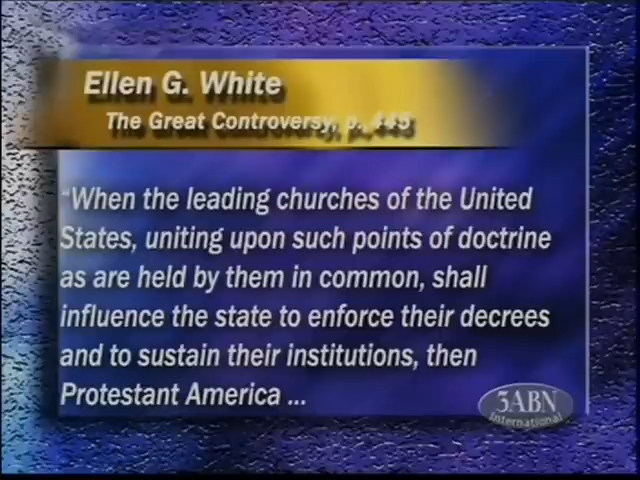 Ellen G. White
The Great Controversy, p. 445
“When the leading churches of the United
States, uniting upon such points of doctrine
as are held by them in common, shall
influence the state to enforce their decrees
and to sustain their institutions, then
Protestant America ...
3ABN
International